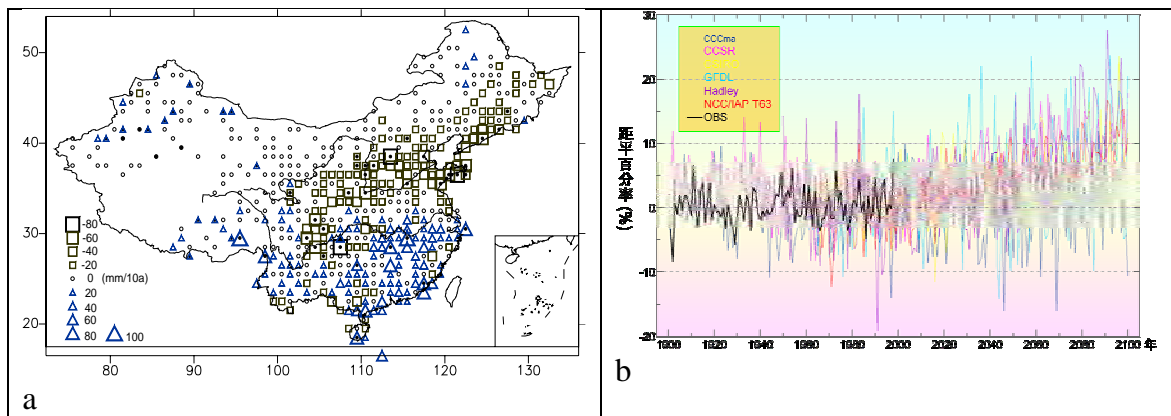 50
40
30
20
80 90 100 110 120 130
-80
-60
-40
-20
0 (mm/10a)
20
40
60
80 100
a
30
20
10
0
-10
-20
距平百分率 (%)
CCCma
CCSR
CSIRO
GFDL
Hadley
NCC/IAP T63
OBS
1900 1920 1940 1960 1980 2000 2020 2040 2060 2080 2100 年
b